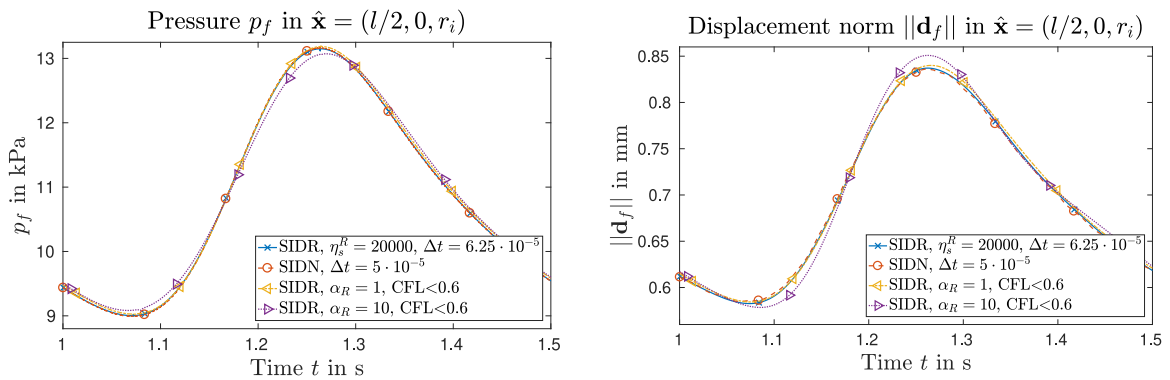 Pressure $p_f$ in $\hat{\mathbf{x}} = (l/2, 0, r_i)$
$p_f$ in kPa
13
12
11
10
9
SIDR, $\eta_s^R = 20000$, $\Delta t = 6.25 \cdot 10^{-5}$
SIDN, $\Delta t = 5 \cdot 10^{-5}$
SIDR, $\alpha_R = 1$, CFL<0.6
SIDR, $\alpha_R = 10$, CFL<0.6
1 1.1 1.2 1.3 1.4 1.5
Time $t$ in s
Displacement norm $||\mathbf{d}_f||$ in $\hat{\mathbf{x}} = (l/2, 0, r_i)$
$||\mathbf{d}_f||$ in mm
0.85
0.8
0.75
0.7
0.65
0.6
SIDR, $\eta_s^R = 20000$, $\Delta t = 6.25 \cdot 10^{-5}$
SIDN, $\Delta t = 5 \cdot 10^{-5}$
SIDR, $\alpha_R = 1$, CFL<0.6
SIDR, $\alpha_R = 10$, CFL<0.6
1 1.1 1.2 1.3 1.4 1.5
Time $t$ in s